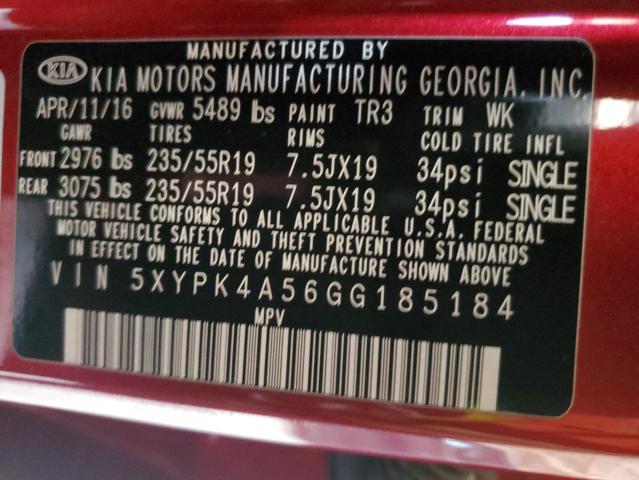 MANUFACTURED BY
KIA KIA MOTORS MANUFACTURING GEORGIA, INC.
APR/11/16 GVWR 5489 lbs PAINT TR3 TRIM WK
GAWR TIRES RIMS COLD TIRE INFL
FRONT 2976 lbs 235/55R19 7.5JX19 34psi SINGLE
REAR 3075 lbs 235/55R19 7.5JX19 34psi SINGLE
THIS VEHICLE CONFORMS TO ALL APPLICABLE U.S.A. FEDERAL
MOTOR VEHICLE SAFETY AND THEFT PREVENTION STANDARDS
IN EFFECT ON THE DATE OF MANUFACTURE SHOWN ABOVE
VIN 5XYPK4A56GG185184
MPV